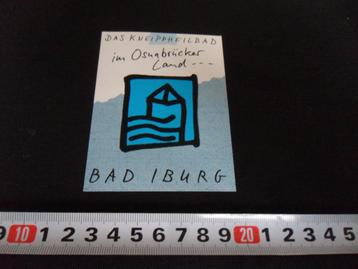 DAS KNEIPPHEILBAD
im Osnabrücker
Land ---
BAD IBURG
9 10 1 2 3 4 5 6 7 8 9 20 1 2 3 4 5